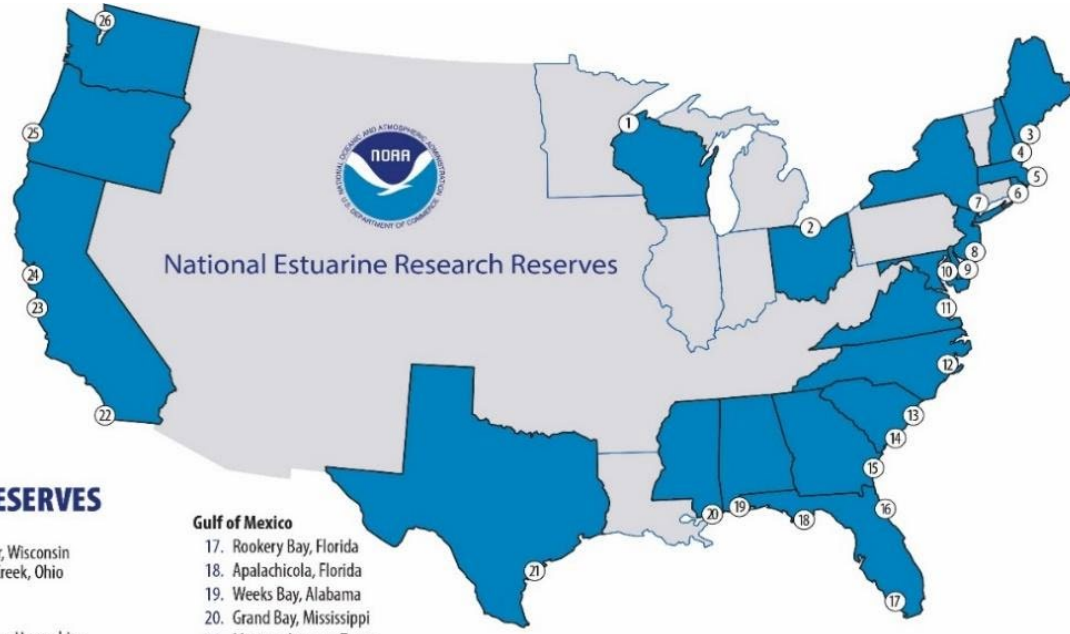 26
25
24
23
22
1
2
3
4
5
6
7
8
9
10
11
12
13
14
15
16
17
18
19
20
21
NATIONAL OCEANIC AND ATMOSPHERIC ADMINISTRATION
NOAA
U.S. DEPARTMENT OF COMMERCE
National Estuarine Research Reserves
ESERVES
, Wisconsin
reek, Ohio
Gulf of Mexico
17. Rookery Bay, Florida
18. Apalachicola, Florida
19. Weeks Bay, Alabama
20. Grand Bay, Mississippi